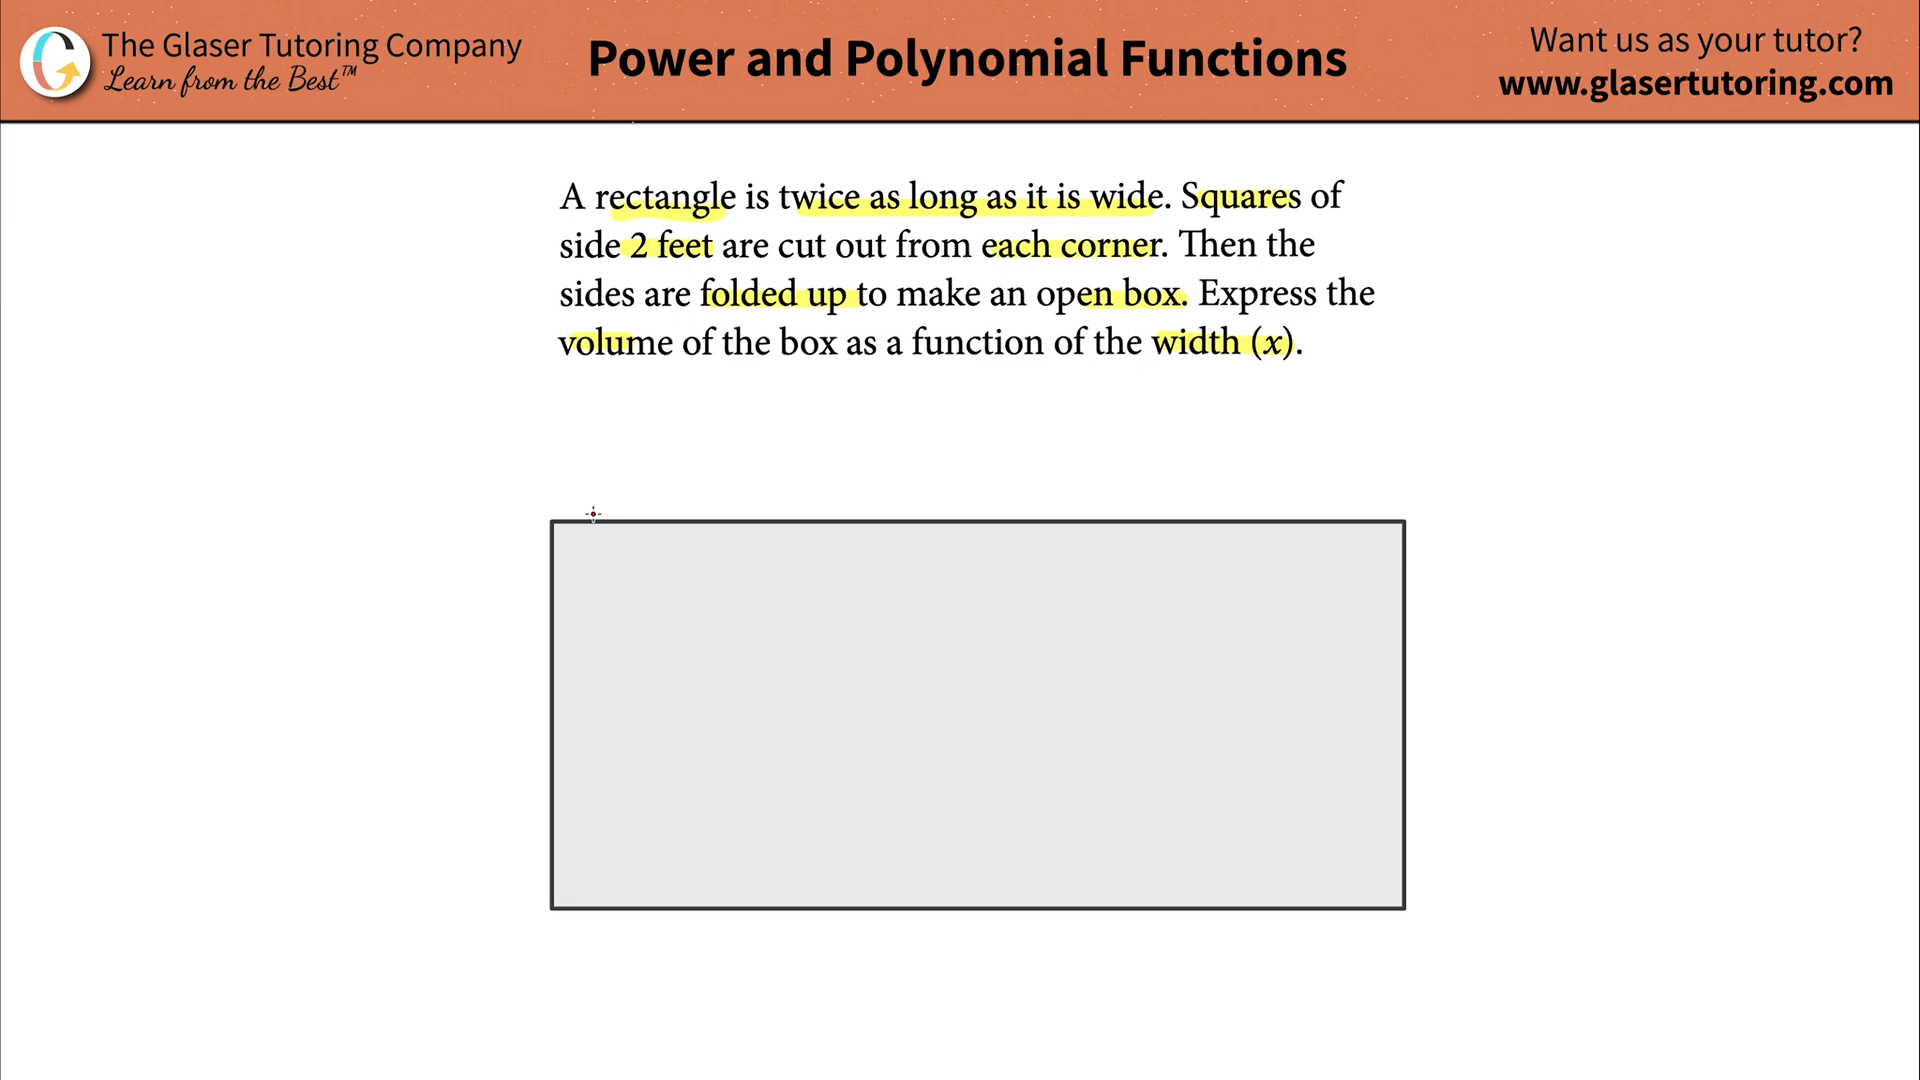 The Glaser Tutoring Company
Learn from the Best™
Power and Polynomial Functions
Want us as your tutor?
www.glasertutoring.com
A rectangle is twice as long as it is wide. Squares of
side 2 feet are cut out from each corner. Then the
sides are folded up to make an open box. Express the
volume of the box as a function of the width (x).